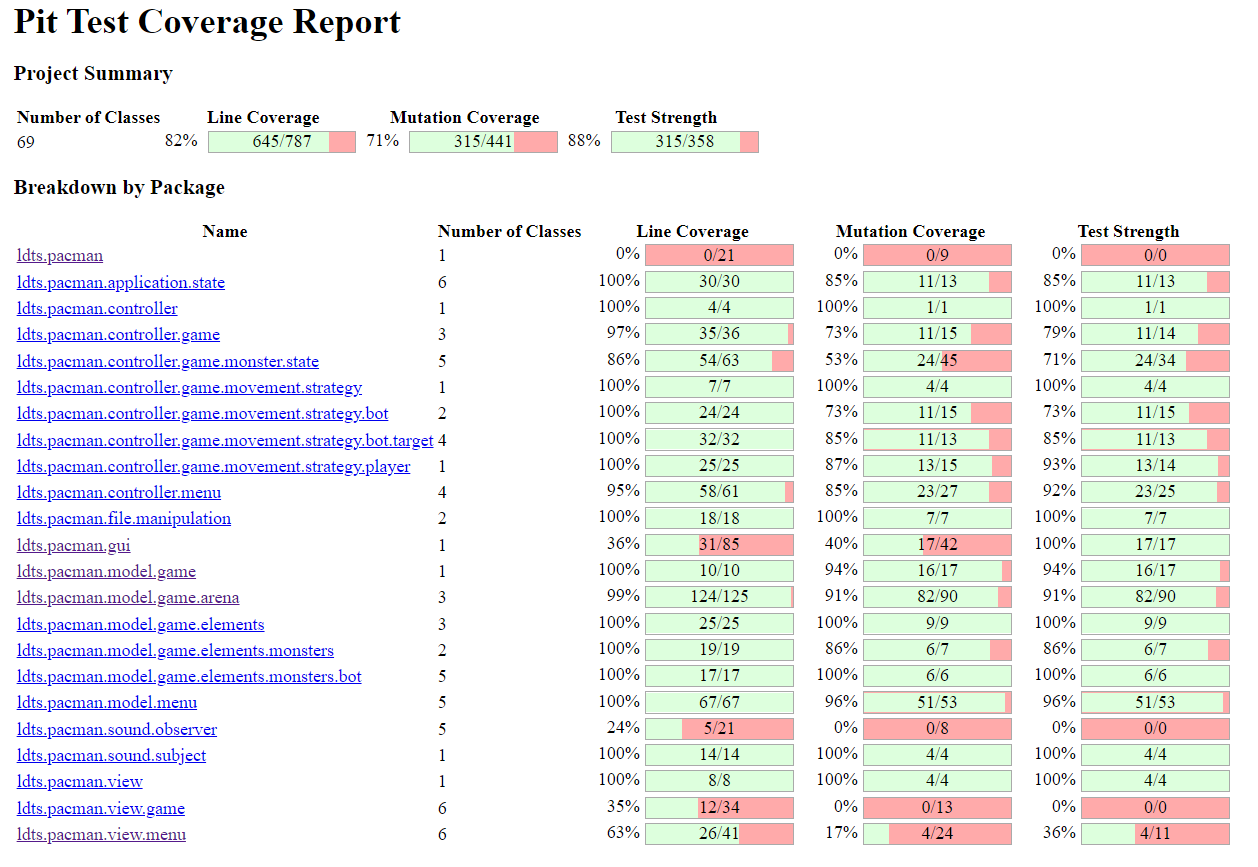 Pit Test Coverage Report
Project Summary
Number of Classes Line Coverage Mutation Coverage Test Strength
69 82% 645/787 71% 315/441 88% 315/358
Breakdown by Package
Name Number of Classes Line Coverage Mutation Coverage Test Strength
ldts.pacman 1 0% 0/21 0% 0/9 0% 0/0
ldts.pacman.application.state 6 100% 30/30 85% 11/13 85% 11/13
ldts.pacman.controller 1 100% 4/4 100% 1/1 100% 1/1
ldts.pacman.controller.game 3 97% 35/36 73% 11/15 79% 11/14
ldts.pacman.controller.game.monster.state 5 86% 54/63 53% 24/45 71% 24/34
ldts.pacman.controller.game.movement.strategy 1 100% 7/7 100% 4/4 100% 4/4
ldts.pacman.controller.game.movement.strategy.bot 2 100% 24/24 73% 11/15 73% 11/15
ldts.pacman.controller.game.movement.strategy.bot.target 4 100% 32/32 85% 11/13 85% 11/13
ldts.pacman.controller.game.movement.strategy.player 1 100% 25/25 87% 13/15 93% 13/14
ldts.pacman.controller.menu 4 95% 58/61 85% 23/27 92% 23/25
ldts.pacman.file.manipulation 2 100% 18/18 100% 7/7 100% 7/7
ldts.pacman.gui 1 36% 31/85 40% 17/42 100% 17/17
ldts.pacman.model.game 1 100% 10/10 94% 16/17 94% 16/17
ldts.pacman.model.game.arena 3 99% 124/125 91% 82/90 91% 82/90
ldts.pacman.model.game.elements 3 100% 25/25 100% 9/9 100% 9/9
ldts.pacman.model.game.elements.monsters 2 100% 19/19 86% 6/7 86% 6/7
ldts.pacman.model.game.elements.monsters.bot 5 100% 17/17 100% 6/6 100% 6/6
ldts.pacman.model.menu 5 100% 67/67 96% 51/53 96% 51/53
ldts.pacman.sound.observer 5 24% 5/21 0% 0/8 0% 0/0
ldts.pacman.sound.subject 1 100% 14/14 100% 4/4 100% 4/4
ldts.pacman.view 1 100% 8/8 100% 4/4 100% 4/4
ldts.pacman.view.game 6 35% 12/34 0% 0/13 0% 0/0
ldts.pacman.view.menu 6 63% 26/41 17% 4/24 36% 4/11